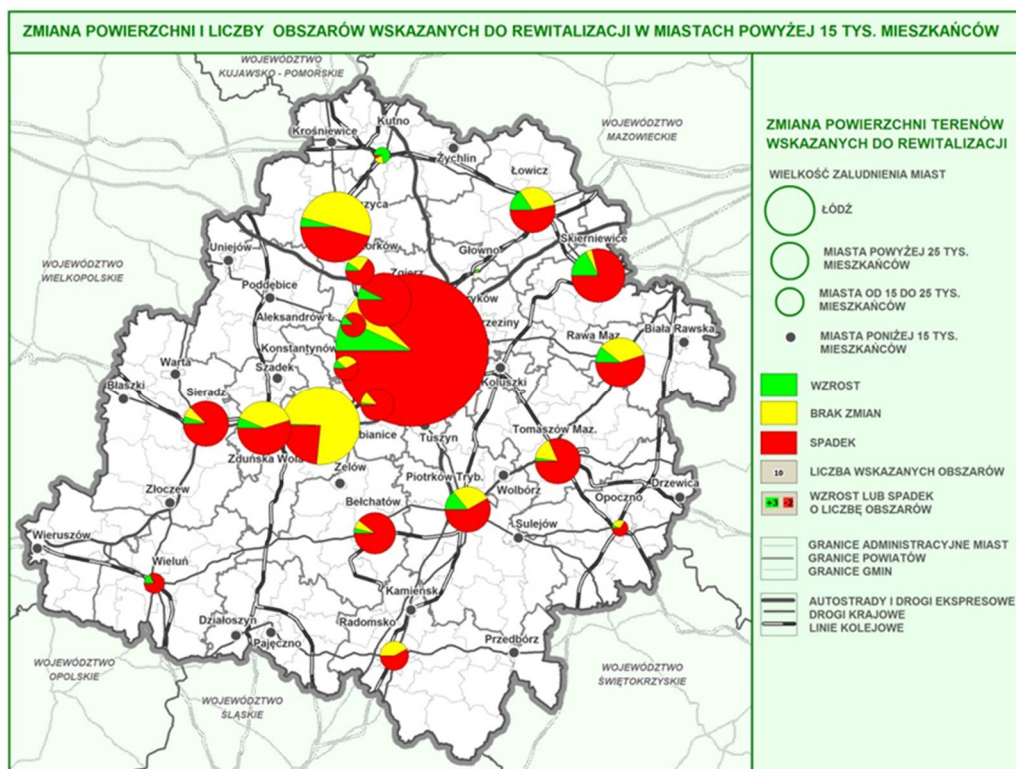 ZMIANA POWIERZCHNI I LICZBY OBSZARÓW WSKAZANYCH DO REWITALIZACJI W MIASTACH POWYŻEJ 15 TYS. MIESZKAŃCÓW
WOJEWÓDZTWO
KUJAWSKO - POMORSKIE
WOJEWÓDZTWO
MAZOWIECKIE
WOJEWÓDZTWO
WIELKOPOLSKIE
WOJEWÓDZTWO
OPOLSKIE
WOJEWÓDZTWO
ŚLĄSKIE
WOJEWÓDZTWO
ŚWIĘTOKRZYSKIE
Kutno
Krośniewice
Żychlin
Łowicz
Skierniewice
Głowno
Uniejów
Zgierz
Poddębice
Aleksandrów Ł.
Rawa Maz.
Biała Rawska
Konstantynów
Warta
Szadek
Koluszki
Błaszki
Sieradz
Tuszyn
Tomaszów Maz.
Zduńska Wola
Zelów
Piotrków Tryb.
Wolbórz
Drzewica
Złoczew
Bełchatów
Opoczno
Sulejów
Wieruszów
Wieluń
Kamieńsk
Działoszyn
Radomsko
Pajęczno
Przedbórz
ZMIANA POWIERZCHNI TERENÓW
WSKAZANYCH DO REWITALIZACJI
WIELKOŚĆ ZALUDNIENIA MIAST
ŁÓDŹ
MIASTA POWYŻEJ 25 TYS.
MIESZKAŃCÓW
MIASTA OD 15 DO 25 TYS.
MIESZKAŃCÓW
MIASTA PONIŻEJ 15 TYS.
MIESZKAŃCÓW
WZROST
BRAK ZMIAN
SPADEK
10 LICZBA WSKAZANYCH OBSZARÓW
+3 -2 WZROST LUB SPADEK
O LICZBĘ OBSZARÓW
GRANICE ADMINISTRACYJNE MIAST
GRANICE POWIATÓW
GRANICE GMIN
AUTOSTRADY I DROGI EKSPRESOWE
DROGI KRAJOWE
LINIE KOLEJOWE